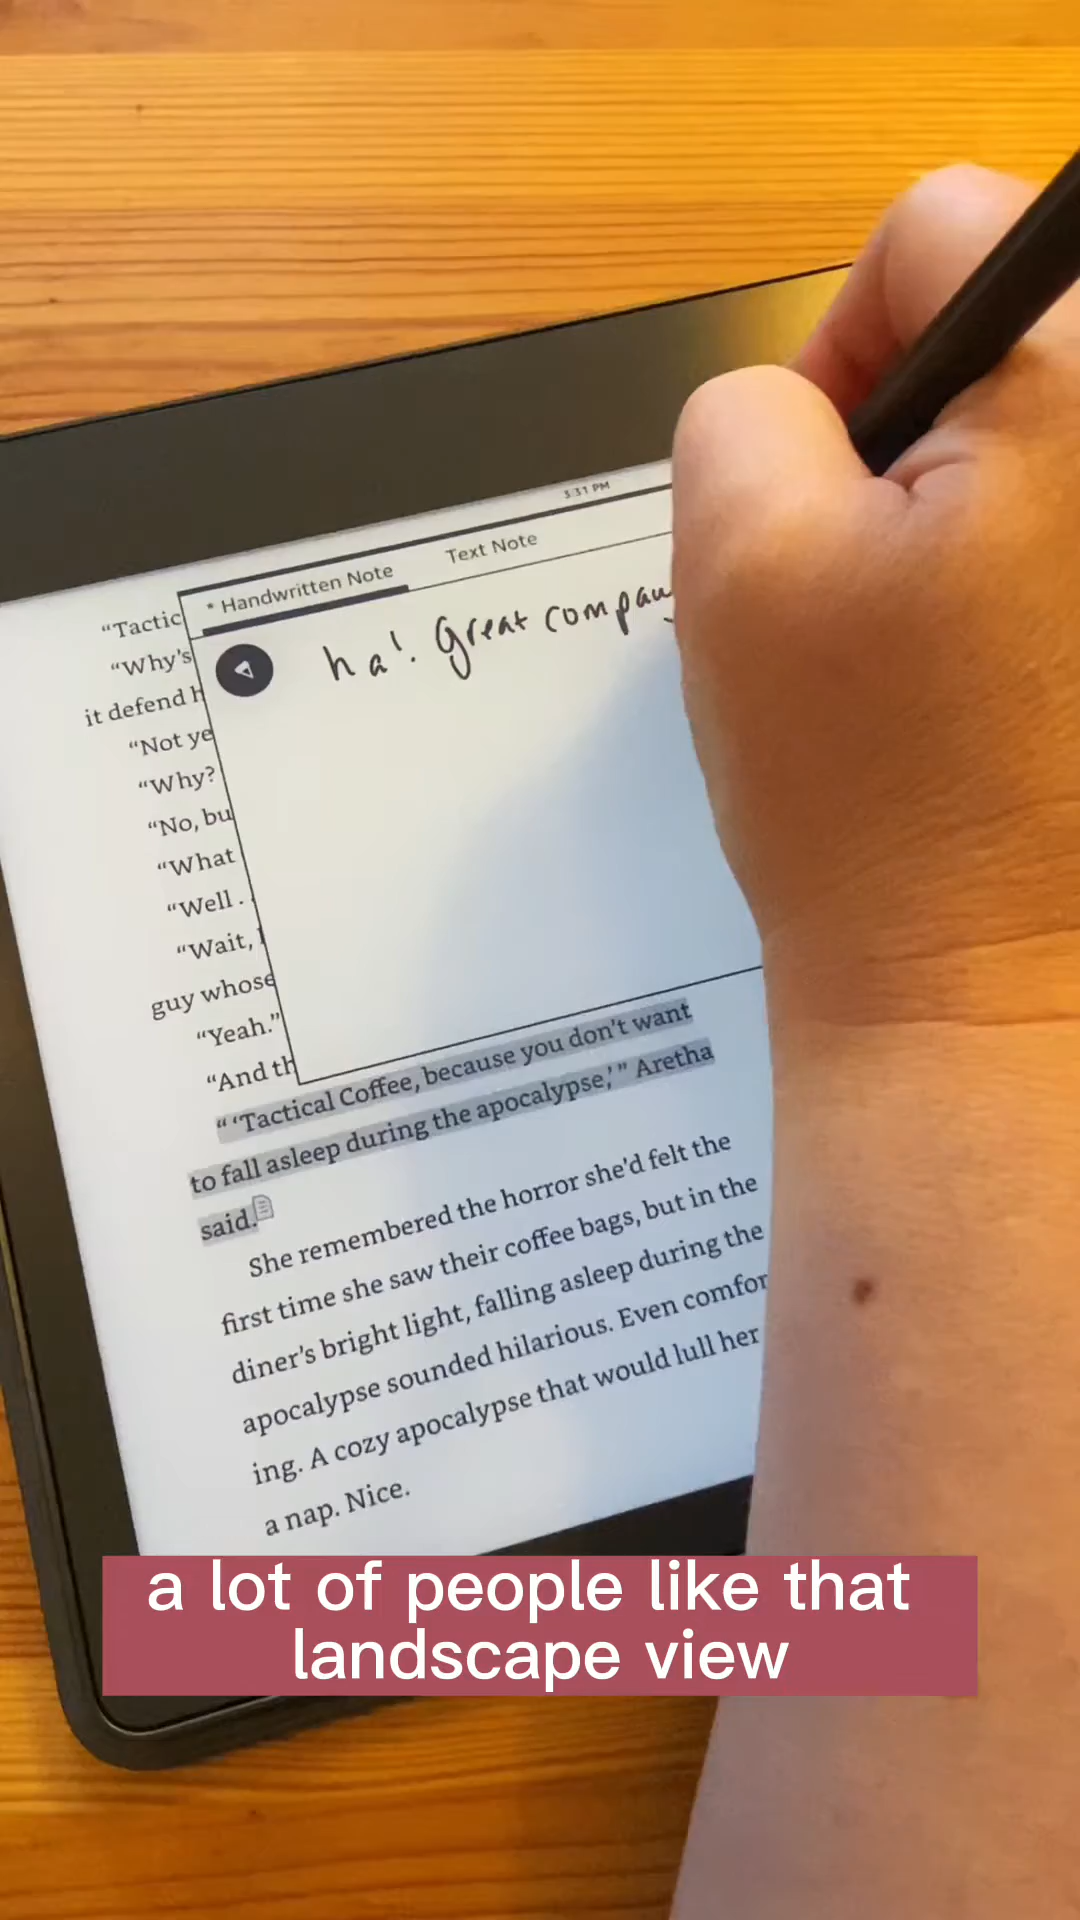 3:31 PM
* Handwritten Note
Text Note
ha! Great
"Tactic
"Why's
it defend
"Not ye
"Why?
"No, bu
"What
"Well . .
"Wait,
guy whose
"Yeah."
"And th
"'Tactical Coffee, because you don't want
to fall asleep during the apocalypse,'" Aretha
said.
She remembered the horror she'd felt the
first time she saw their coffee bags, but in the
diner's bright light, falling asleep during the
apocalypse sounded hilarious. Even comfor
ing. A cozy apocalypse that would lull her
a nap. Nice.
a lot of people like that
landscape view